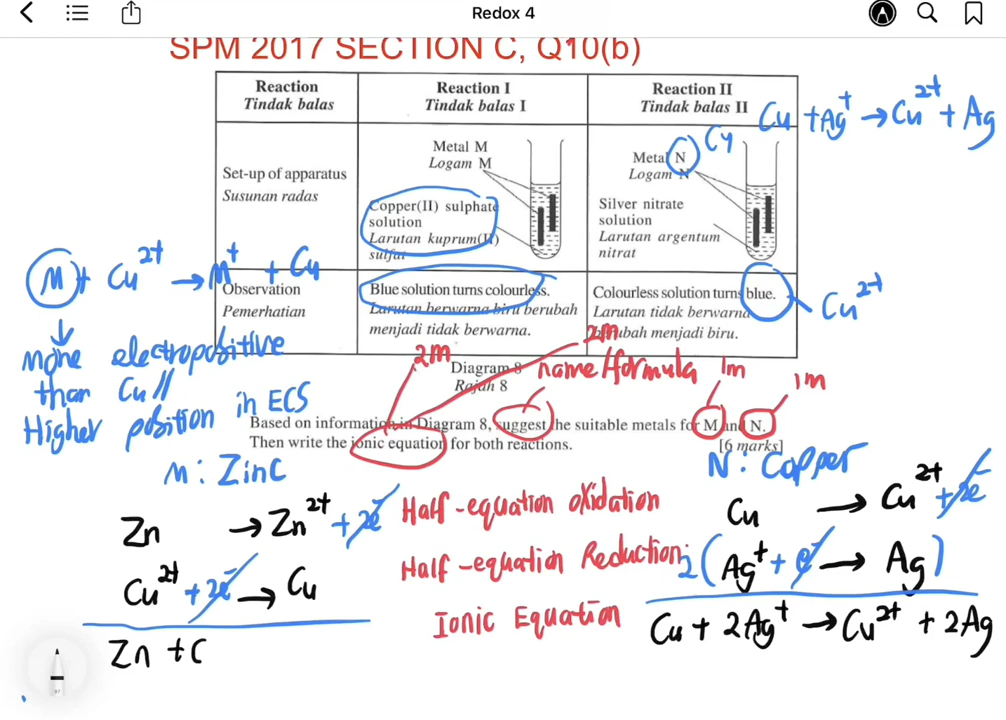 Redox 4
SPM 2017 SECTION C, Q10(b)
Reaction
Tindak balas
Reaction I
Tindak balas I
Reaction II
Tindak balas II
Cu + Ag⁺ → Cu²⁺ + Ag
Set-up of apparatus
Susunan radas
Metal M
Logam M
Copper(II) sulphate
solution
Larutan kuprum(II)
sulfat
Metal N
Logam N
Cu
Silver nitrate
solution
Larutan argentum
nitrat
M + Cu²⁺ → M⁺ + Cu
Observation
Pemerhatian
Blue solution turns colourless.
Larutan berwarna biru berubah
menjadi tidak berwarna.
Colourless solution turns blue.
Larutan tidak berwarna
berubah menjadi biru.
Cu²⁺
More electropositive
than Cu //
Higher position in ECS
2m
2m
Diagram 8
Rajah 8
name/formula
1m
1m
Based on information in Diagram 8, suggest the suitable metals for M and N.
Then write the ionic equation for both reactions.
[6 marks]
M : Zinc
N : Copper
Zn → Zn²⁺ + 2e⁻
Half-equation oxidation
Cu → Cu²⁺ + 2e⁻
Cu²⁺ + 2e⁻ → Cu
Half-equation Reduction:
2(Ag⁺ + e⁻ → Ag)
Zn + C
Ionic Equation
Cu + 2Ag⁺ → Cu²⁺ + 2Ag